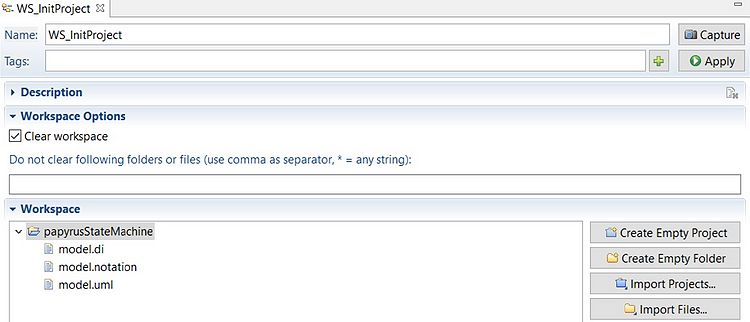 WS_InitProject
Name: WS_InitProject Capture
Tags: Apply
Description
Workspace Options
Clear workspace
Do not clear following folders or files (use comma as separator, * = any string):
Workspace
papyrusStateMachine
model.di
model.notation
model.uml
Create Empty Project
Create Empty Folder
Import Projects...
Import Files...